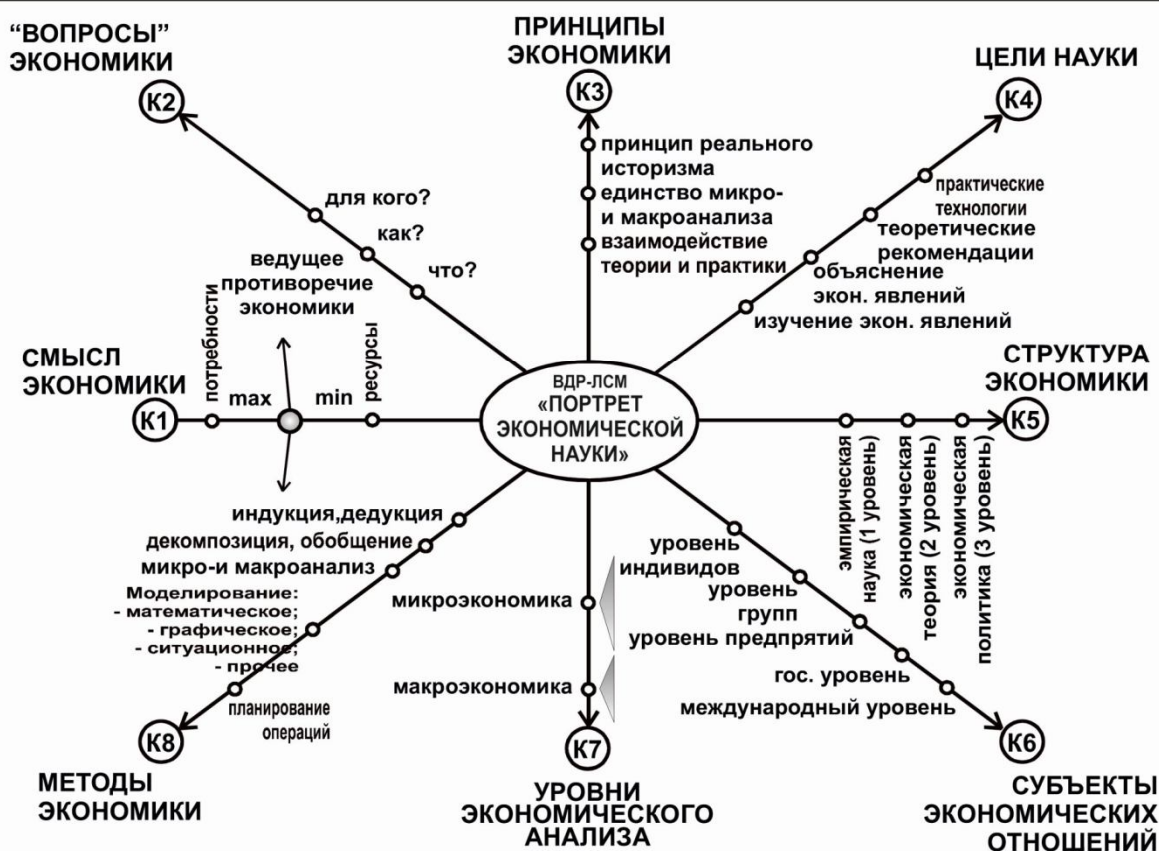 “ВОПРОСЫ”
ЭКОНОМИКИ
К2
для кого?
как?
что?
ПРИНЦИПЫ
ЭКОНОМИКИ
К3
принцип реального
историзма
единство микро-
и макроанализа
взаимодействие
теории и практики
ЦЕЛИ НАУКИ
К4
практические
технологии
теоретические
рекомендации
объяснение
экон. явлений
изучение экон. явлений
СМЫСЛ
ЭКОНОМИКИ
К1
потребности
max
ведущее
противоречие
экономики
min
ресурсы
ВДР-ЛСМ
«ПОРТРЕТ
ЭКОНОМИЧЕСКОЙ
НАУКИ»
СТРУКТУРА
ЭКОНОМИКИ
К5
эмпирическая
наука (1 уровень)
экономическая
теория (2 уровень)
экономическая
политика (3 уровень)
индукция,дедукция
декомпозиция, обобщение
микро-и макроанализ
Моделирование:
- математическое;
- графическое;
- ситуационное;
- прочее
планирование
операций
К8
МЕТОДЫ
ЭКОНОМИКИ
микроэкономика
макроэкономика
К7
УРОВНИ
ЭКОНОМИЧЕСКОГО
АНАЛИЗА
уровень
индивидов
уровень
групп
уровень предпрятий
гос. уровень
международный уровень
К6
СУБЪЕКТЫ
ЭКОНОМИЧЕСКИХ
ОТНОШЕНИЙ